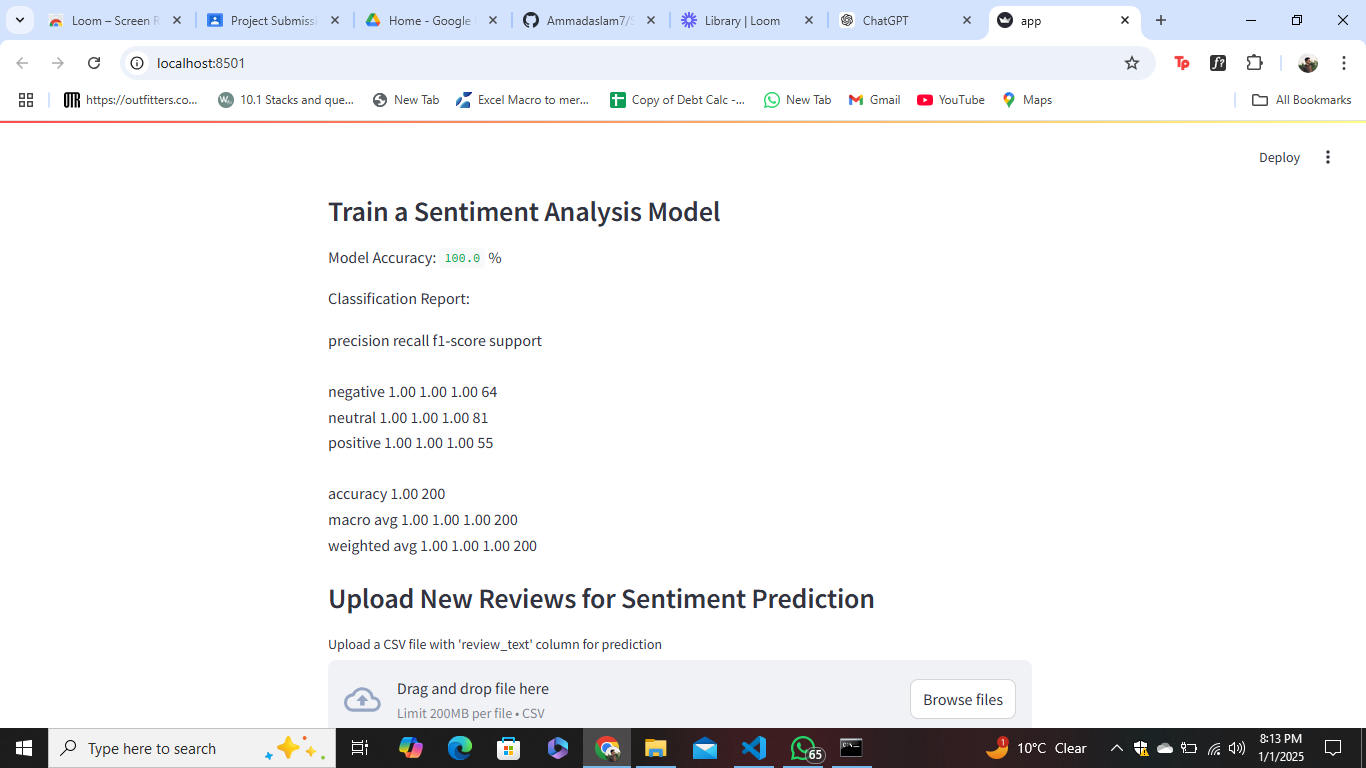 Loom – Screen R
Project Submissi
Home - Google
Ammadaslam7/S
Library | Loom
ChatGPT
app
localhost:8501
https://outfitters.co...
10.1 Stacks and que...
New Tab
Excel Macro to mer...
Copy of Debt Calc -...
New Tab
Gmail
YouTube
Maps
All Bookmarks
Deploy
Train a Sentiment Analysis Model
Model Accuracy: 100.0 %
Classification Report:
precision recall f1-score support
negative 1.00 1.00 1.00 64
neutral 1.00 1.00 1.00 81
positive 1.00 1.00 1.00 55
accuracy 1.00 200
macro avg 1.00 1.00 1.00 200
weighted avg 1.00 1.00 1.00 200
Upload New Reviews for Sentiment Prediction
Upload a CSV file with 'review_text' column for prediction
Drag and drop file here
Browse files
Limit 200MB per file • CSV
Type here to search
65
1
10°C Clear
8:13 PM
1/1/2025